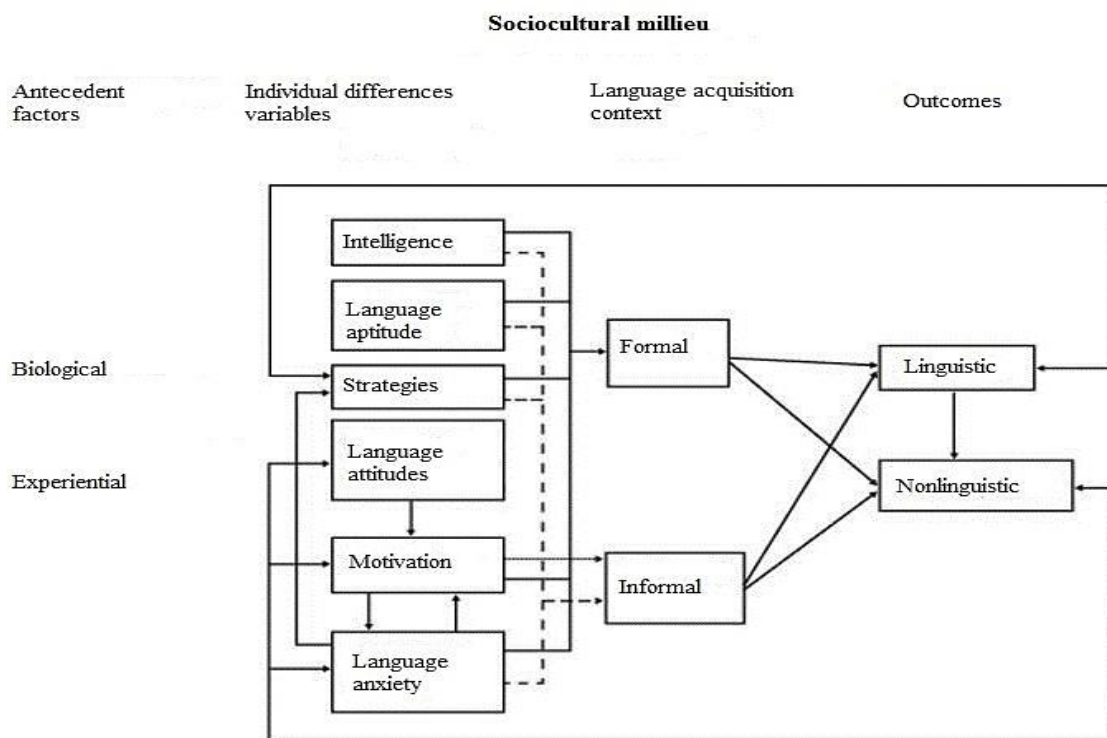 Sociocultural millieu
Antecedent
factors
Individual differences
variables
Language acquisition
context
Outcomes
Intelligence
Language
aptitude
Formal
Biological
Strategies
Linguistic
Language
attitudes
Experiential
Nonlinguistic
Motivation
Informal
Language
anxiety